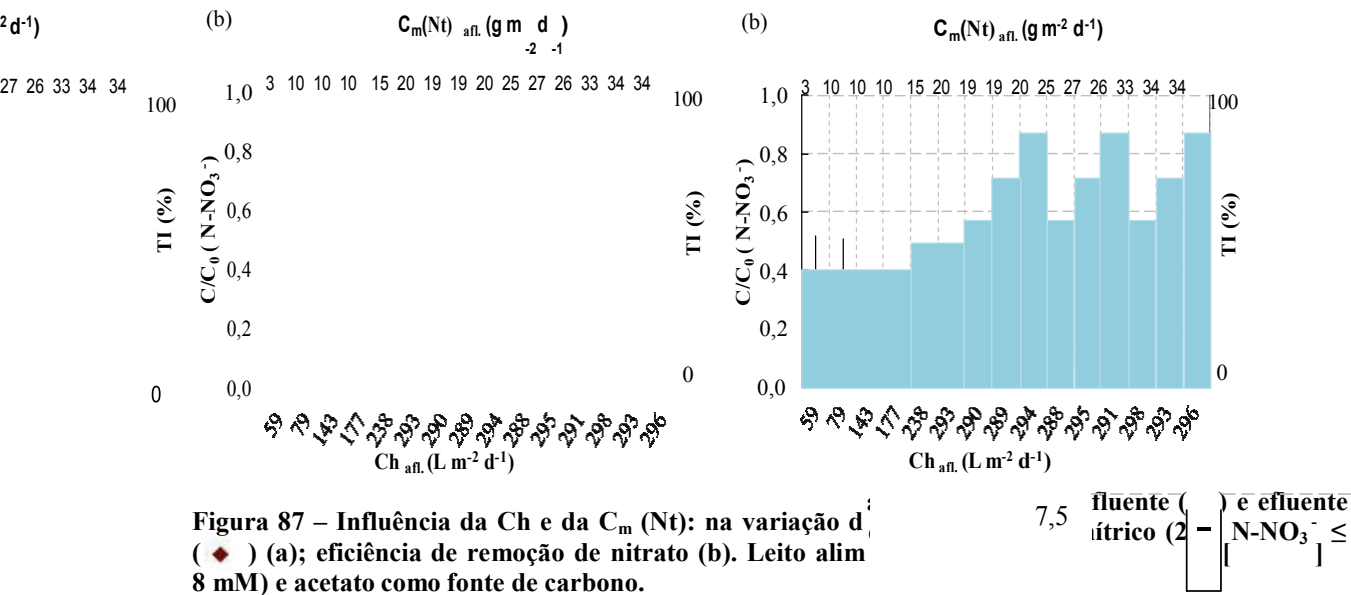 ² d⁻¹)
27 26 33 34 34
100
TI (%)
0
(b)
Cₘ(Nt) afl. (g m⁻² d⁻¹)
3 10 10 10 15 20 19 19 20 25 27 26 33 34 34
1,0
0,8
0,6
0,4
0,2
0,0
C/C₀ ( N-NO₃⁻)
100
TI (%)
0
59 79 143 177 238 293 290 289 294 288 295 291 298 293 296
Ch afl. (L m⁻² d⁻¹)
(b)
Cₘ(Nt) afl. (g m⁻² d⁻¹)
3 10 10 10 15 20 19 19 20 25 27 26 33 34 34
1,0
0,8
0,6
0,4
0,2
0,0
C/C₀ ( N-NO₃⁻)
100
TI (%)
0
59 79 143 177 238 293 290 289 294 288 295 291 298 293 296
Ch afl. (L m⁻² d⁻¹)
Figura 87 – Influência da Ch e da Cₘ (Nt): na variação d
( ◆ ) (a); eficiência de remoção de nitrato (b). Leito alim
8 mM) e acetato como fonte de carbono.
7,5
fluente ( ) e efluente
ítrico (2 – [ N-NO₃⁻ ] ≤